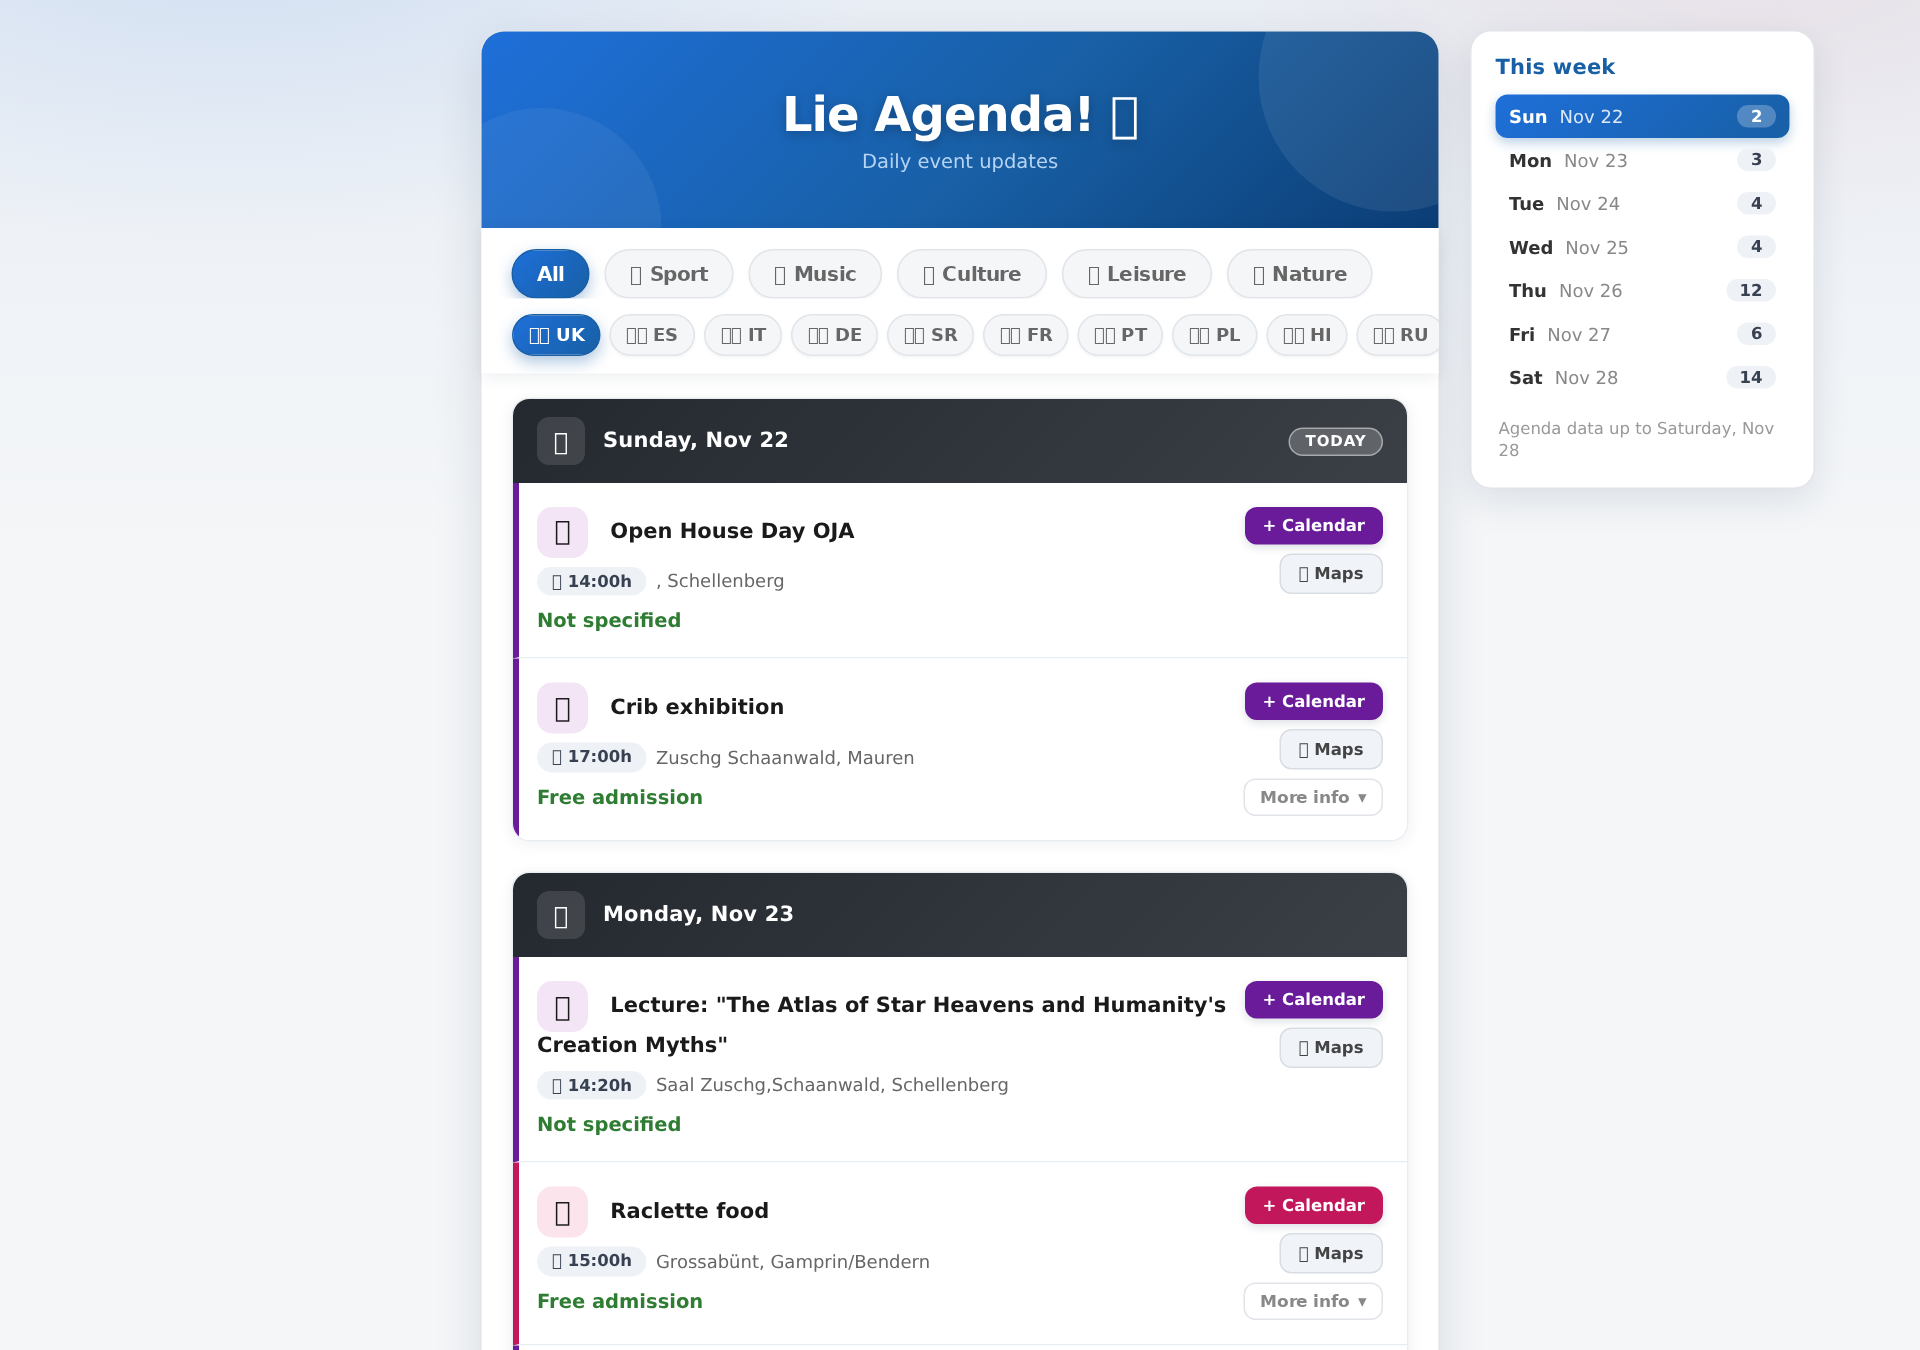 Lie Agenda!
Daily event updates
All
Sport
Music
Culture
Leisure
Nature
UK
ES
IT
DE
SR
FR
PT
PL
HI
RU
Sunday, Nov 22
TODAY
Open House Day OJA
+ Calendar
14:00h , Schellenberg
Maps
Not specified
Crib exhibition
+ Calendar
17:00h Zuschg Schaanwald, Mauren
Maps
Free admission
More info ▾
Monday, Nov 23
Lecture: "The Atlas of Star Heavens and Humanity's
Creation Myths"
+ Calendar
Maps
14:20h Saal Zuschg,Schaanwald, Schellenberg
Not specified
Raclette food
+ Calendar
15:00h Grossabünt, Gamprin/Bendern
Maps
Free admission
More info ▾
This week
Sun Nov 22 2
Mon Nov 23 3
Tue Nov 24 4
Wed Nov 25 4
Thu Nov 26 12
Fri Nov 27 6
Sat Nov 28 14
Agenda data up to Saturday, Nov
28